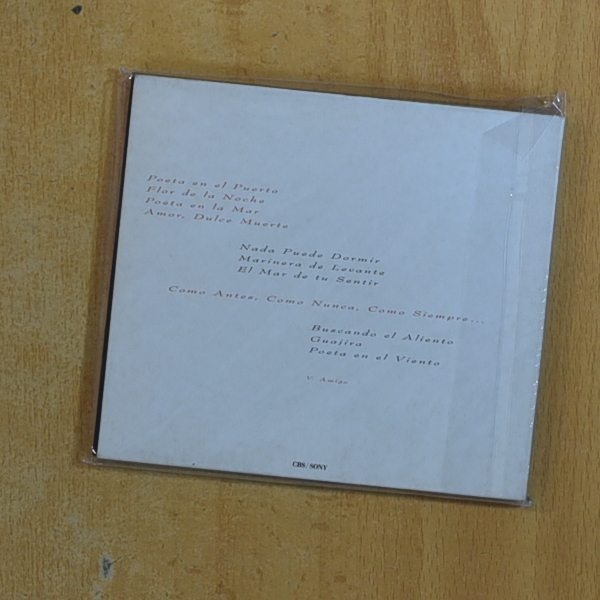 Poeta en el Puerto
Flor de la Noche
Poeta en la Mar
Amor, Dulce Muerte
Nada Puede Dormir
Marinera de Levante
El Mar de tu Sentir
Como Antes, Como Nunca, Como Siempre...
Buscando el Aliento
Guajira
Poeta en el Viento
V. Amigo
CBS/SONY